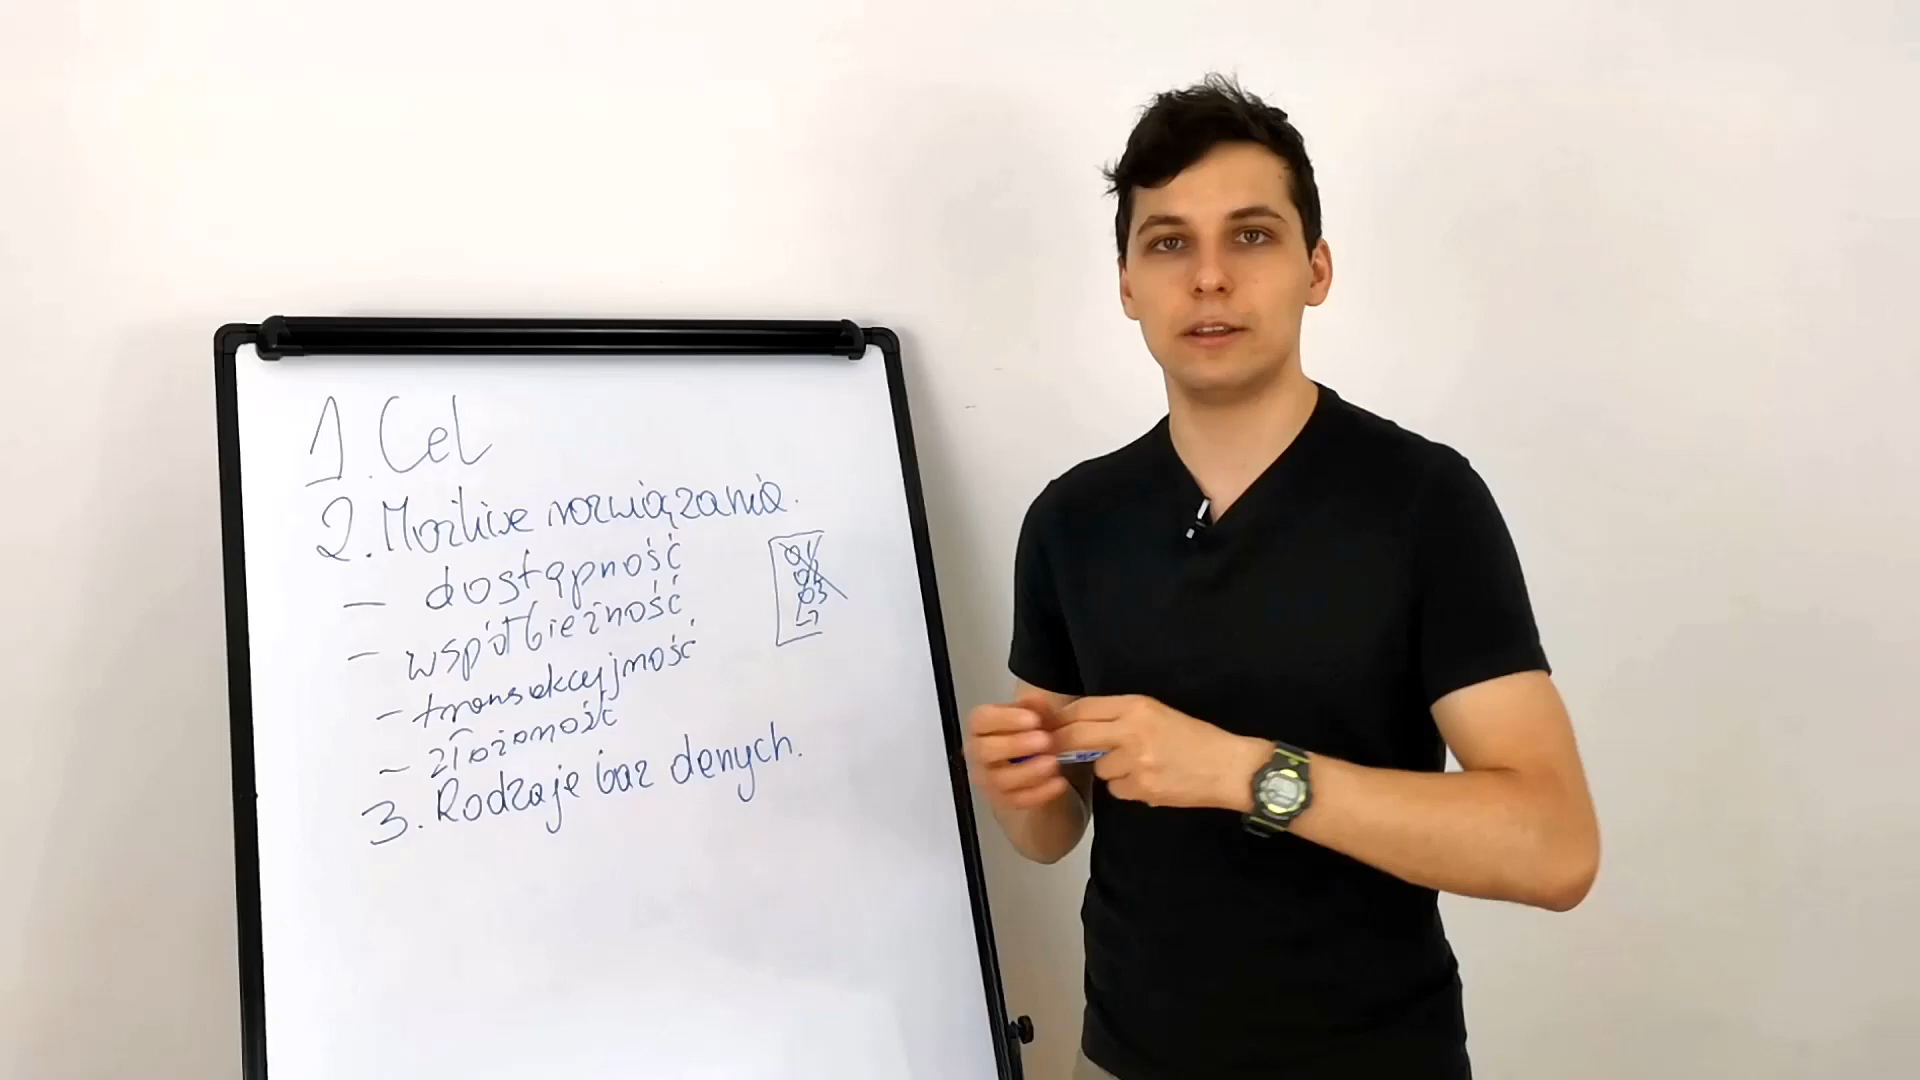 1. Cel
2. Możliwe rozwiązania.
- dostępność
- współbieżność
- transakcyjność
- złożoność
3. Rodzaje baz danych.